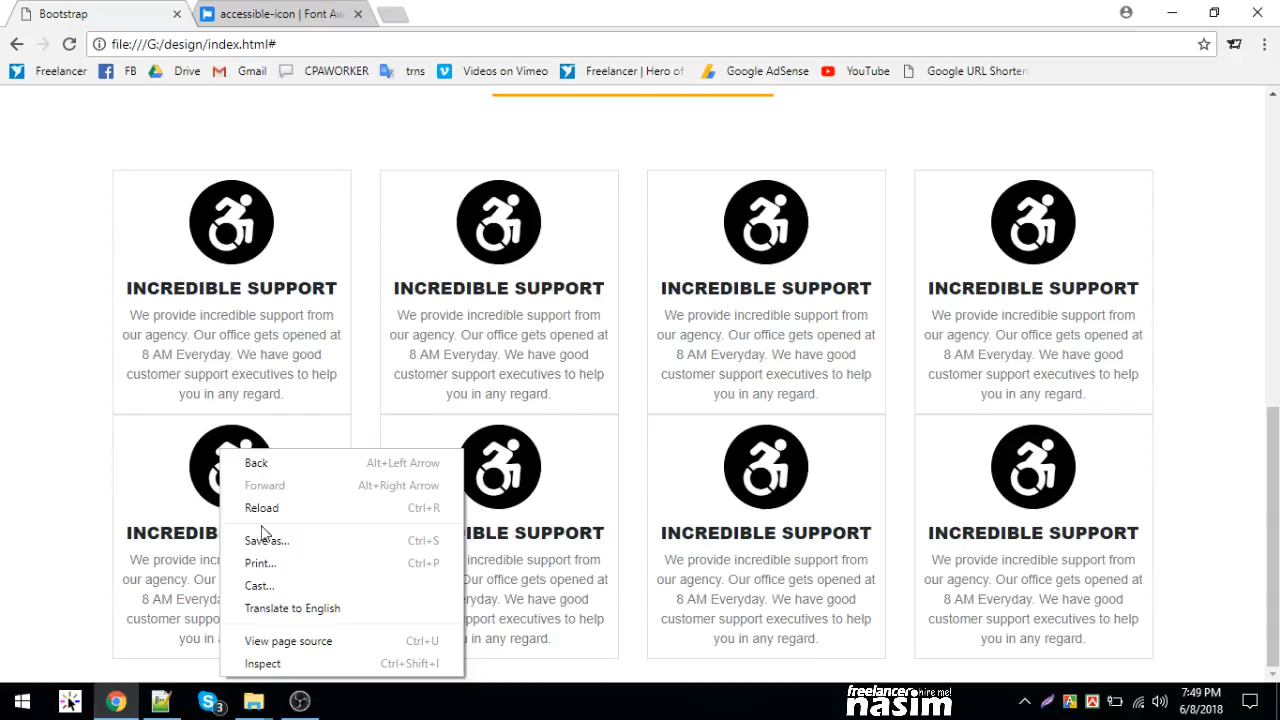 Bootstrap
accessible-icon | Font Aw
file:///G:/design/index.html#
Freelancer FB Drive Gmail CPAWORKER trns Videos on Vimeo Freelancer | Hero of Google AdSense YouTube Google URL Shorten
INCREDIBLE SUPPORT
We provide incredible support from
our agency. Our office gets opened at
8 AM Everyday. We have good
customer support executives to help
you in any regard.
INCREDIBLE SUPPORT
We provide incredible support from
our agency. Our office gets opened at
8 AM Everyday. We have good
customer support executives to help
you in any regard.
INCREDIBLE SUPPORT
We provide incredible support from
our agency. Our office gets opened at
8 AM Everyday. We have good
customer support executives to help
you in any regard.
INCREDIBLE SUPPORT
We provide incredible support from
our agency. Our office gets opened at
8 AM Everyday. We have good
customer support executives to help
you in any regard.
INCREDIB
We provide
our agency. O
8 AM Ev
customer suppo
you in a
Back Alt+Left Arrow
Forward Alt+Right Arrow
Reload Ctrl+R
Save as... Ctrl+S
Print... Ctrl+P
Cast...
Translate to English
View page source Ctrl+U
Inspect Ctrl+Shift+I
IBLE SUPPORT
incredible support from
Our office gets opened at
eryday. We have good
support executives to help
any regard.
INCREDIBLE SUPPORT
We provide incredible support from
our agency. Our office gets opened at
8 AM Everyday. We have good
customer support executives to help
you in any regard.
INCREDIBLE SUPPORT
We provide incredible support from
our agency. Our office gets opened at
8 AM Everyday. We have good
customer support executives to help
you in any regard.
3
freelancer hire me!
nasim
7:49 PM
6/8/2018